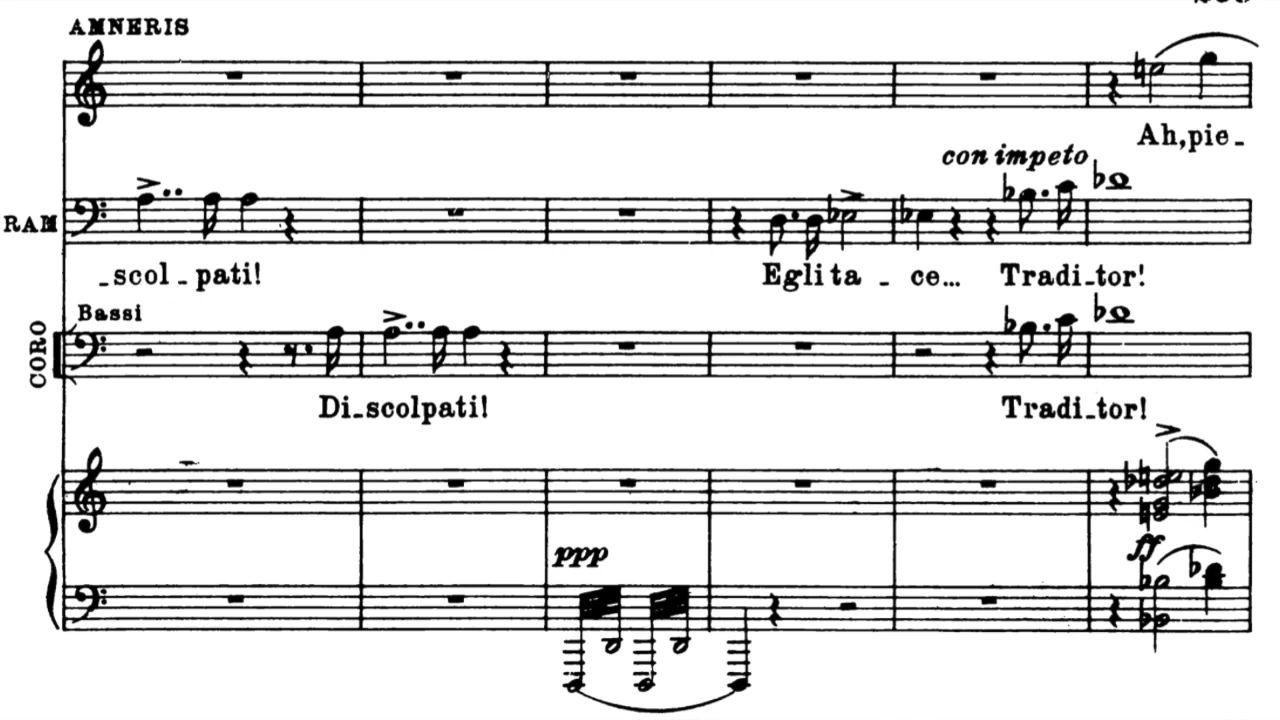 AMNERIS
Ah,pie-
con impeto
RAM
-scol-pati!
Egli ta-ce... Tradi-tor!
Bassi
CORO
Di-scolpati!
Tradi-tor!
ppp
ff